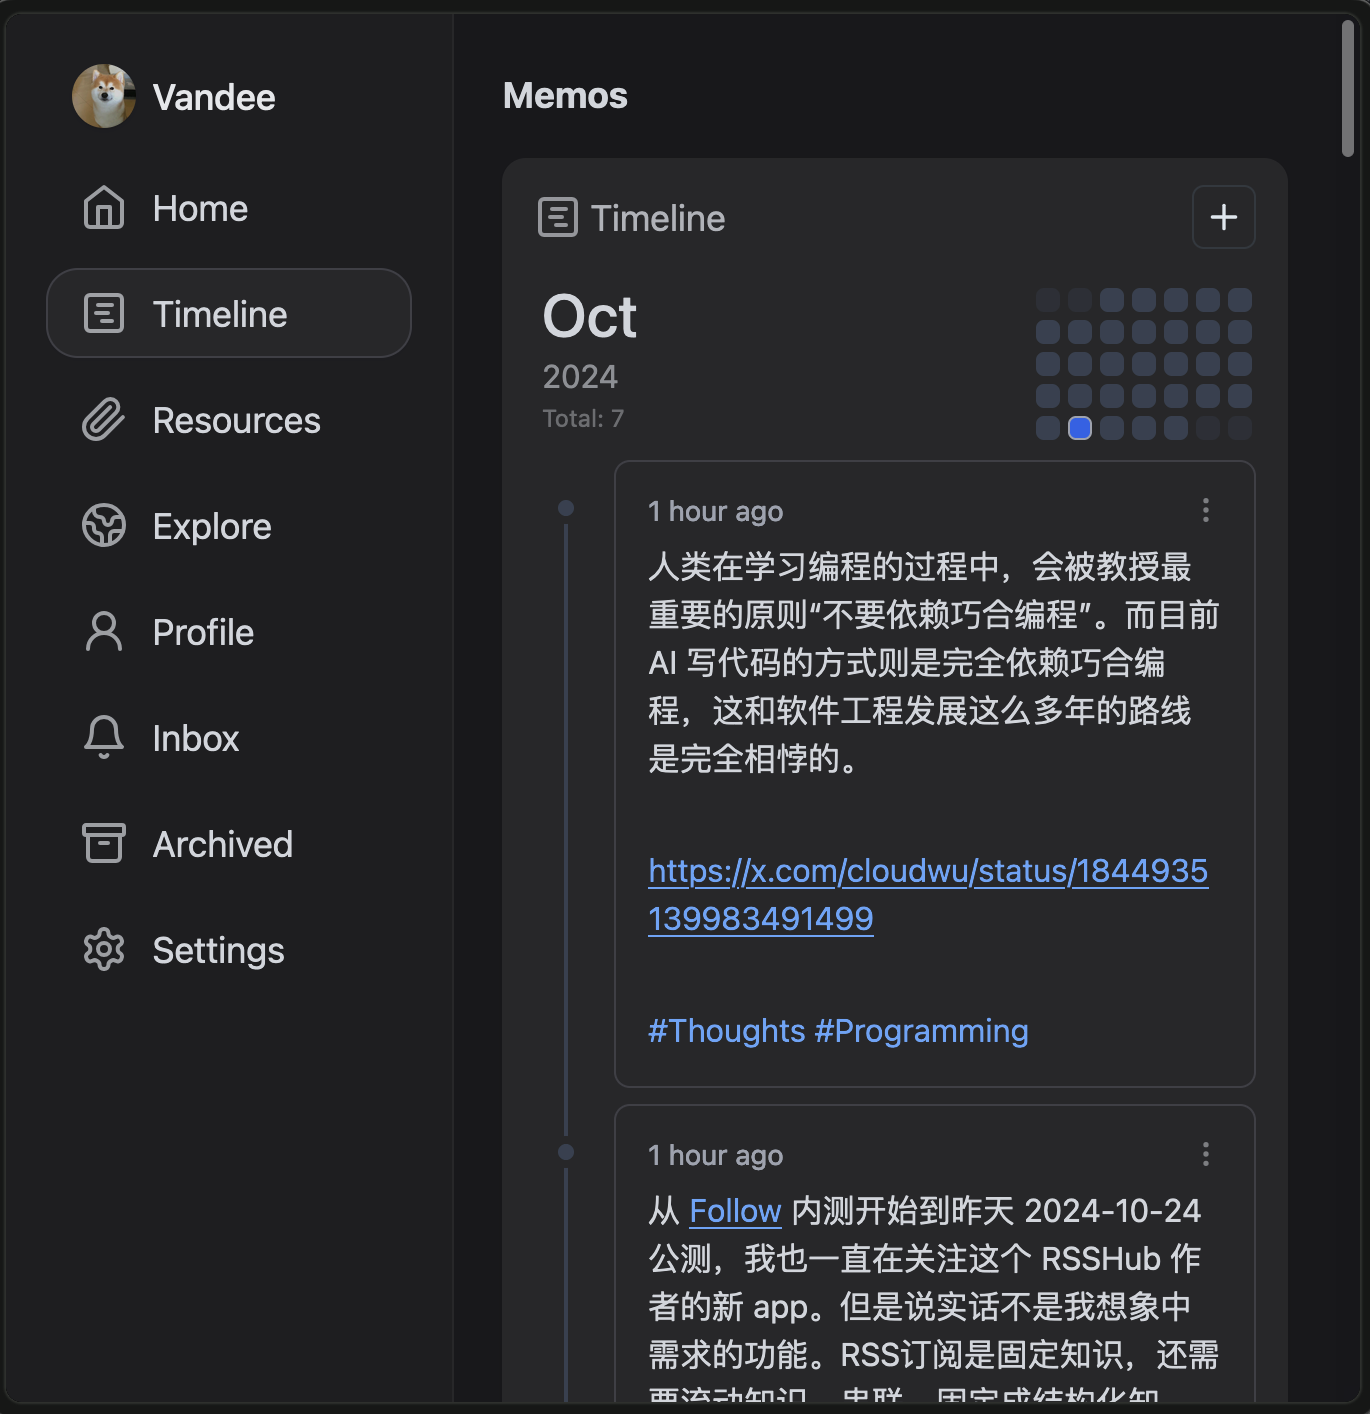 Vandee
Home
Timeline
Resources
Explore
Profile
Inbox
Archived
Settings
Memos
Timeline
Oct
2024
Total: 7
1 hour ago
人类在学习编程的过程中，会被教授最
重要的原则“不要依赖巧合编程”。而目前
AI 写代码的方式则是完全依赖巧合编
程，这和软件工程发展这么多年的路线
是完全相悖的。
https://x.com/cloudwu/status/1844935
139983491499
#Thoughts #Programming
1 hour ago
从 Follow 内测开始到昨天 2024-10-24
公测，我也一直在关注这个 RSSHub 作
者的新 app。但是说实话不是我想象中
需求的功能。RSS订阅是固定知识，还需
要流动知识